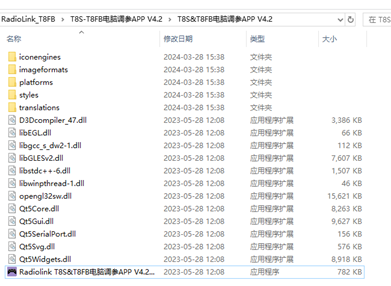 RadioLink_T8FB > T8S-T8FB电脑调参APP V4.2 > T8S&T8FB电脑调参APP V4.2 在 T8S
名称 修改日期 类型 大小
iconengines 2024-03-28 15:38 文件夹
imageformats 2024-03-28 15:38 文件夹
platforms 2024-03-28 15:38 文件夹
styles 2024-03-28 15:38 文件夹
translations 2024-03-28 15:38 文件夹
D3Dcompiler_47.dll 2023-05-28 12:08 应用程序扩展 3,386 KB
libEGL.dll 2023-05-28 12:08 应用程序扩展 66 KB
libgcc_s_dw2-1.dll 2023-05-28 12:08 应用程序扩展 112 KB
libGLESv2.dll 2023-05-28 12:08 应用程序扩展 7,607 KB
libstdc++-6.dll 2023-05-28 12:08 应用程序扩展 1,507 KB
libwinpthread-1.dll 2023-05-28 12:08 应用程序扩展 46 KB
opengl32sw.dll 2023-05-28 12:08 应用程序扩展 15,621 KB
Qt5Core.dll 2023-05-28 12:08 应用程序扩展 8,263 KB
Qt5Gui.dll 2023-05-28 12:08 应用程序扩展 9,627 KB
Qt5SerialPort.dll 2023-05-28 12:08 应用程序扩展 156 KB
Qt5Svg.dll 2023-05-28 12:08 应用程序扩展 576 KB
Qt5Widgets.dll 2023-05-28 12:08 应用程序扩展 8,918 KB
Radiolink T8S&T8FB电脑调参APP V4.2... 2023-05-28 12:08 应用程序 782 KB